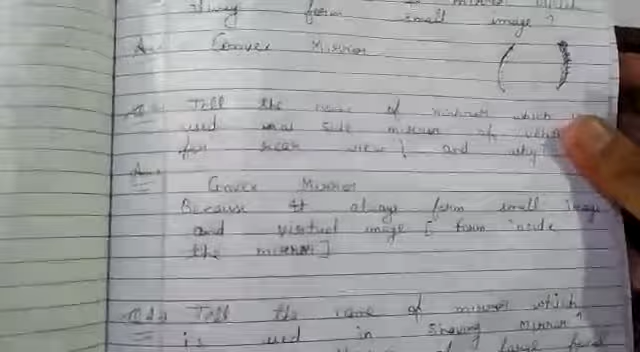 always form small image?
A. Convex Mirror
Tell the name of mirror which
used as side mirror of
for rear view! and why
Ans Convex Mirror
Because it always form small image
and virtual image [ form inside
the mirror]
Tell the name of mirror which
is used in Shaving Mirror?
of large